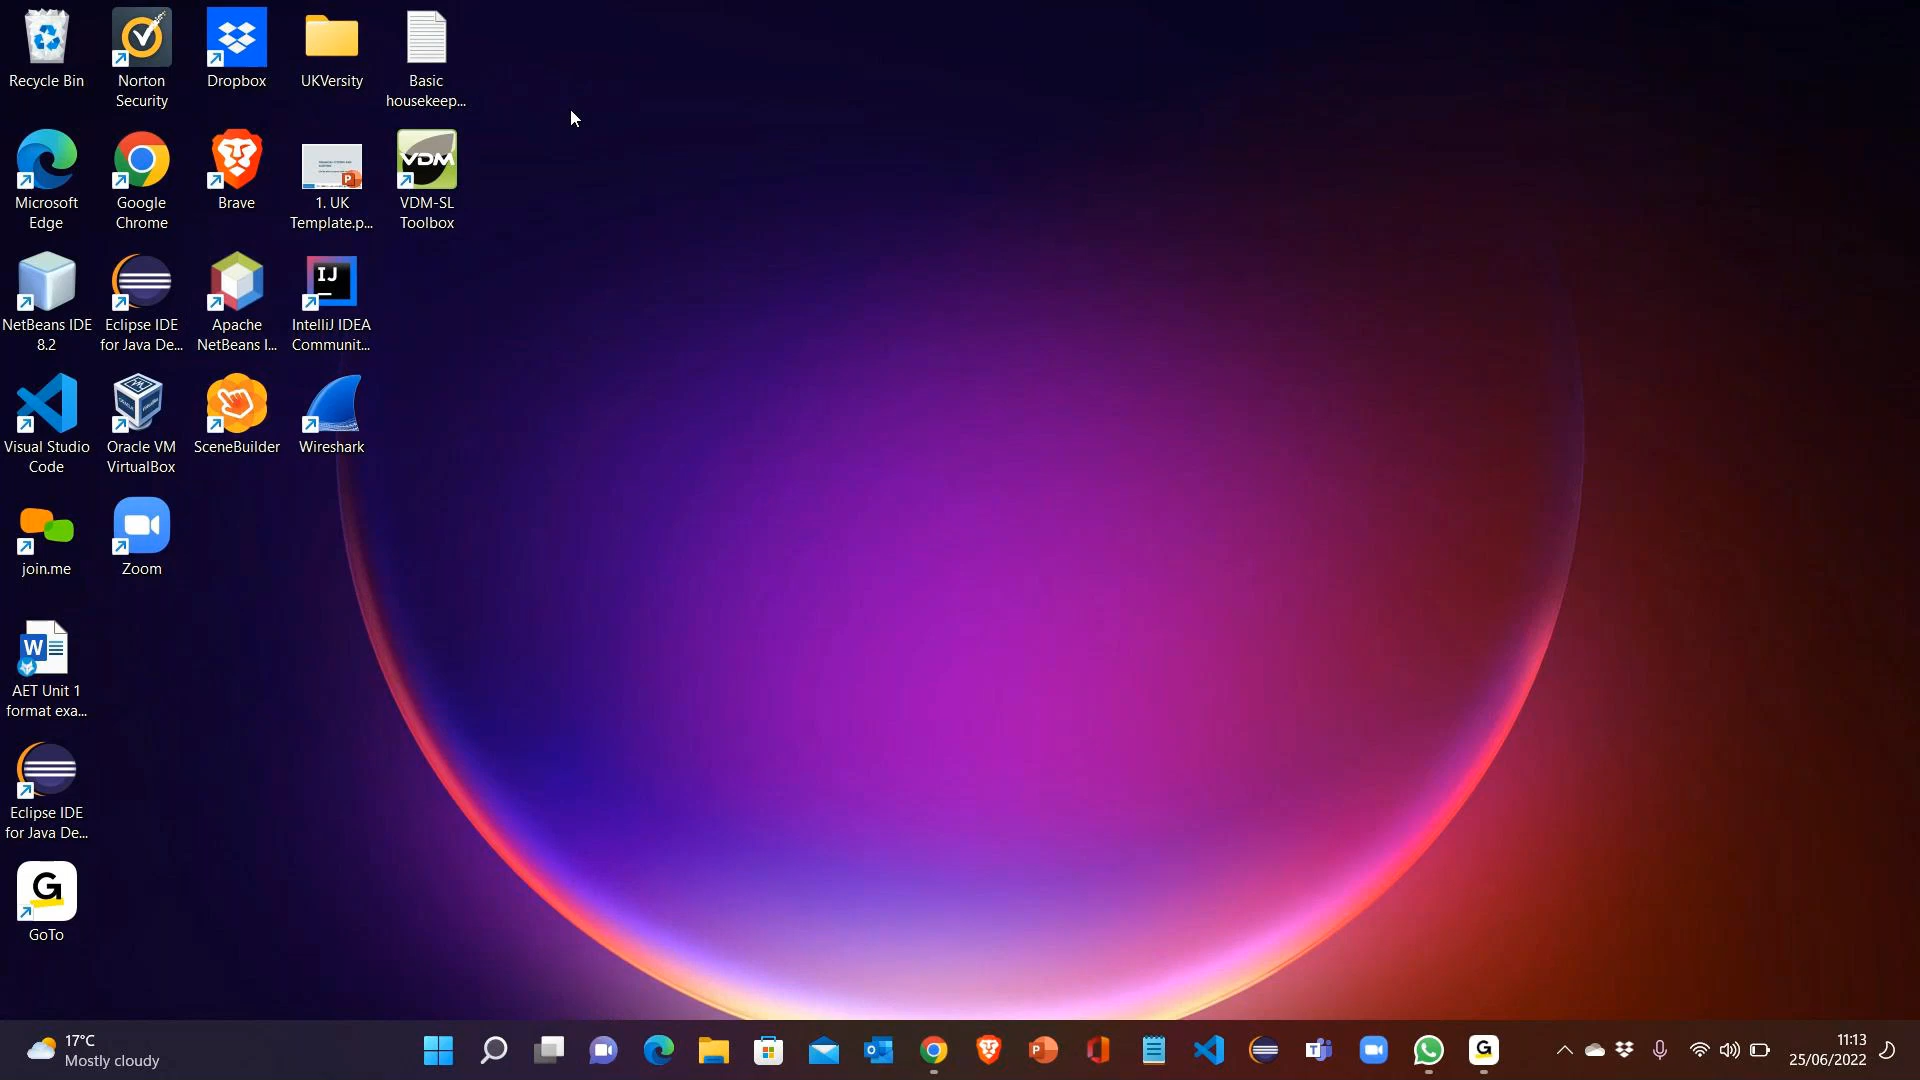 Recycle Bin
Norton
Security
Dropbox
UKVersity
Basic
housekeep...
Microsoft
Edge
Google
Chrome
Brave
1. UK
Template.p...
VDM
VDM-SL
Toolbox
NetBeans IDE
8.2
Eclipse IDE
for Java De...
Apache
NetBeans I...
IJ
IntelliJ IDEA
Communit...
Visual Studio
Code
Oracle VM
VirtualBox
SceneBuilder
Wireshark
join.me
Zoom
W
AET Unit 1
format exa...
Eclipse IDE
for Java De...
G
GoTo
17°C
Mostly cloudy
11:13
25/06/2022